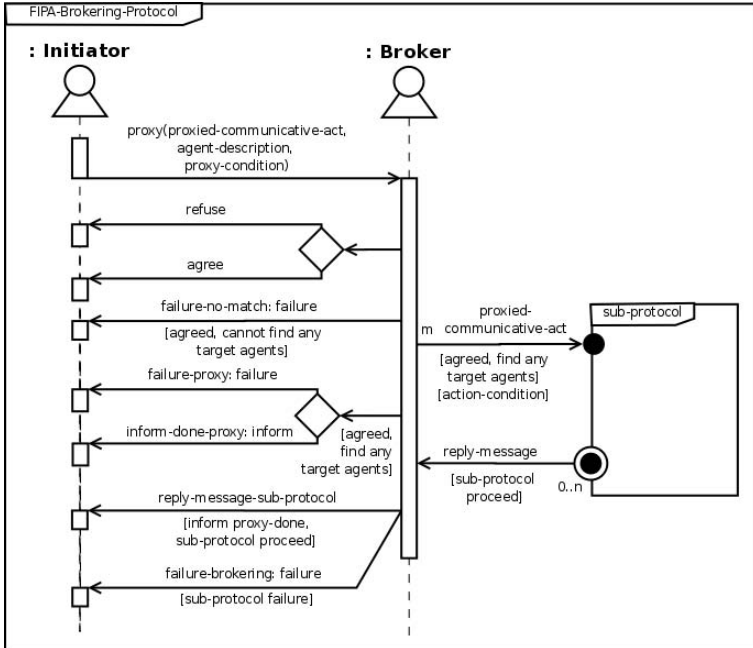 FIPA-Brokering-Protocol
: Initiator
: Broker
proxy(proxied-communicative-act,
agent-description,
proxy-condition)
refuse
agree
failure-no-match: failure
[agreed, cannot find any
target agents]
m
proxied-
communicative-act
[agreed, find any
target agents]
[action-condition]
sub-protocol
failure-proxy: failure
inform-done-proxy: inform
[agreed,
find any
target agents]
reply-message
[sub-protocol
proceed]
0..n
reply-message-sub-protocol
[inform proxy-done,
sub-protocol proceed]
failure-brokering: failure
[sub-protocol failure]